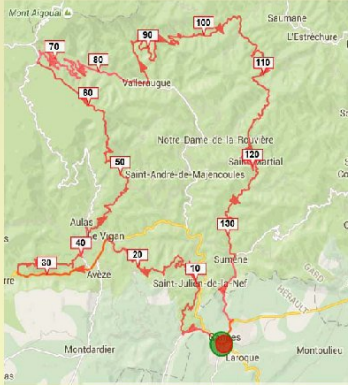 Mont Aigoual
100
Saumane
L'Estréchure
90
70
80
110
Valleraugue
60
Notre-Dame-de-la-Rouvière
120
Saint-Martial
50
Saint-André-de-Majencoules
130
Aulas
40
Le Vigan
Sumène
20
30
10
Avèze
Saint-Julien-de-la-Nef
GARD
HÉRAULT
Montdardier
Laroque
Montoulieu